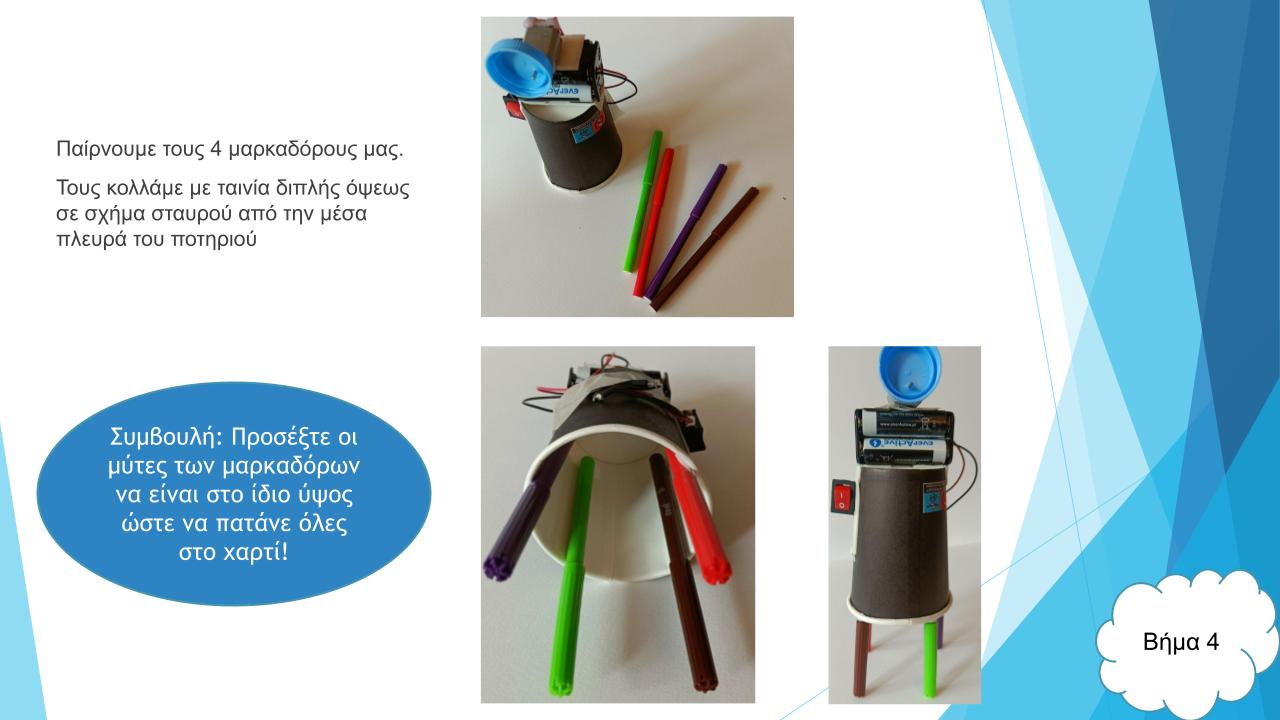 Παίρνουμε τους 4 μαρκαδόρους μας.
Τους κολλάμε με ταινία διπλής όψεως
σε σχήμα σταυρού από την μέσα
πλευρά του ποτηριού
Συμβουλή: Προσέξτε οι
μύτες των μαρκαδόρων
να είναι στο ίδιο ύψος
ώστε να πατάνε όλες
στο χαρτί!
everActive
Βήμα 4